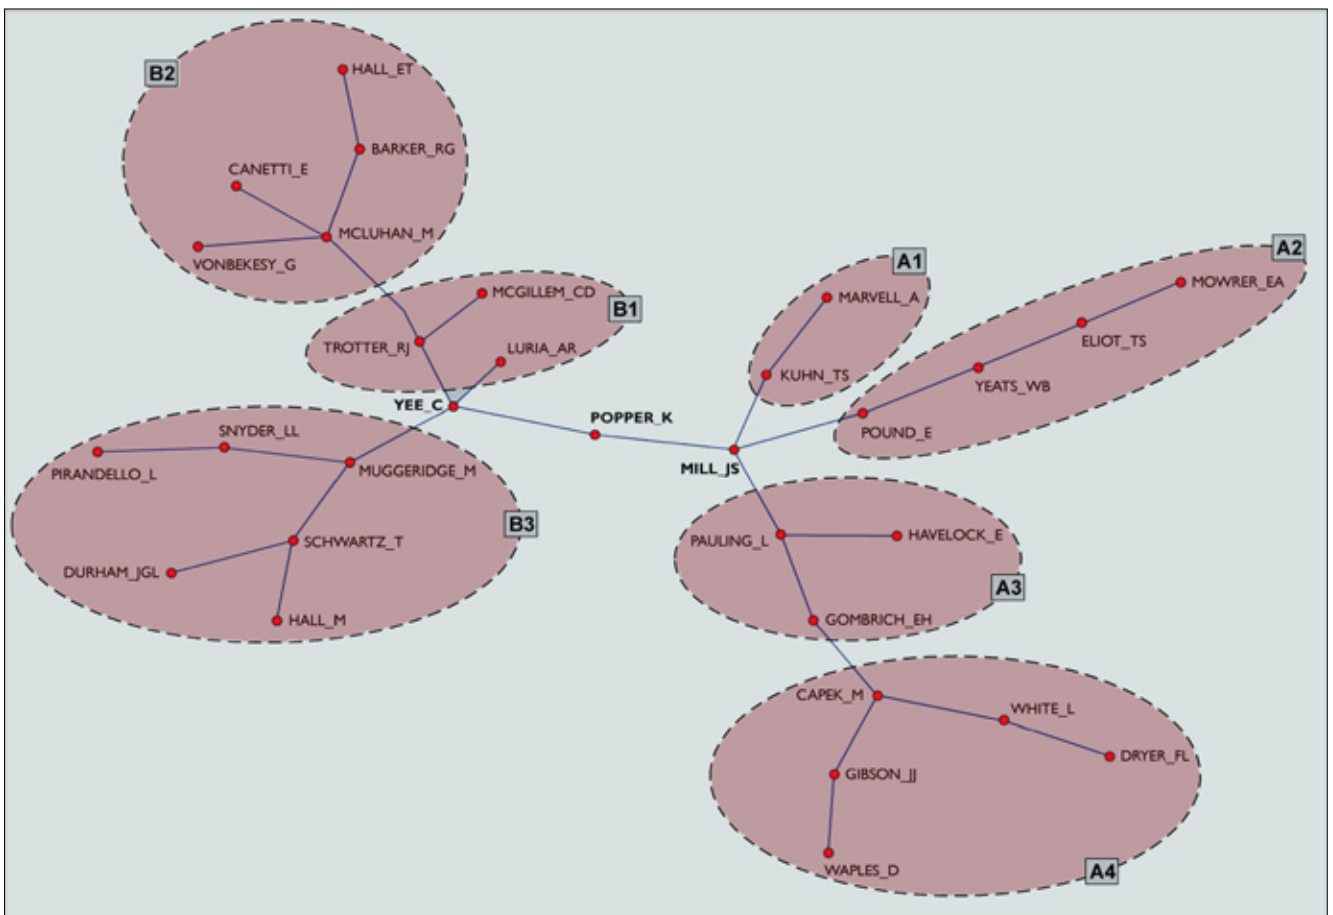 B2
HALL_ET
BARKER_RG
CANETTI_E
MCLUHAN_M
VONBEKESY_G
B1
MCGILLEM_CD
TROTTER_RJ
LURIA_AR
YEE_C
POPPER_K
MILL_JS
A1
MARVELL_A
KUHN_TS
A2
MOWRER_EA
ELIOT_TS
YEATS_WB
POUND_E
SNYDER_LL
PIRANDELLO_L
MUGGERIDGE_M
B3
SCHWARTZ_T
DURHAM_JGL
HALL_M
PAULING_L
HAVELOCK_E
A3
GOMBRICH_EH
CAPEK_M
WHITE_L
DRYER_FL
GIBSON_JJ
WAPLES_D
A4